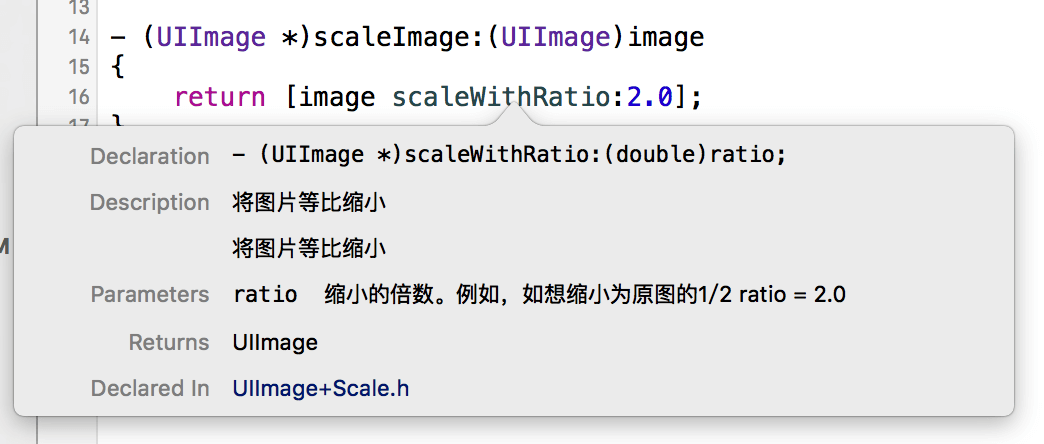 13
14 - (UIImage *)scaleImage:(UIImage)image
15 {
16 return [image scaleWithRatio:2.0];
17 }
Declaration - (UIImage *)scaleWithRatio:(double)ratio;
Description 将图片等比缩小
将图片等比缩小
M
Parameters ratio 缩小的倍数。例如，如想缩小为原图的1/2 ratio = 2.0
Returns UIImage
Declared In UIImage+Scale.h